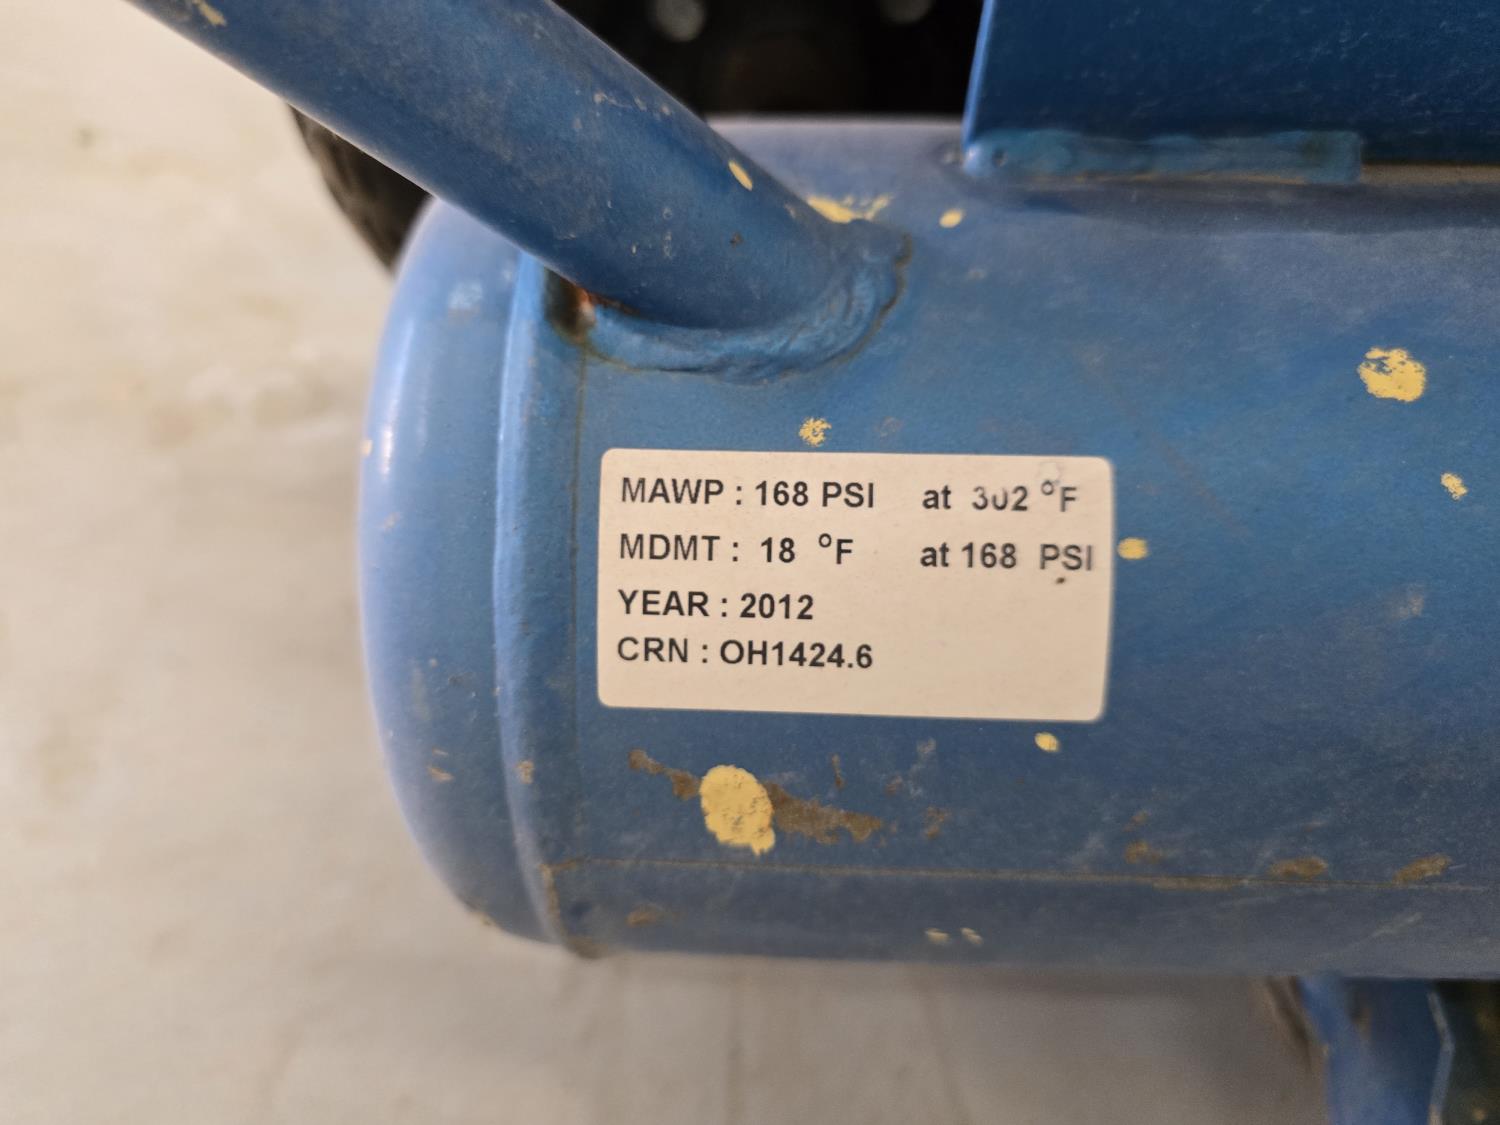 MAWP : 168 PSI at 302 °F
MDMT : 18 °F at 168 PSI
YEAR : 2012
CRN : OH1424.6